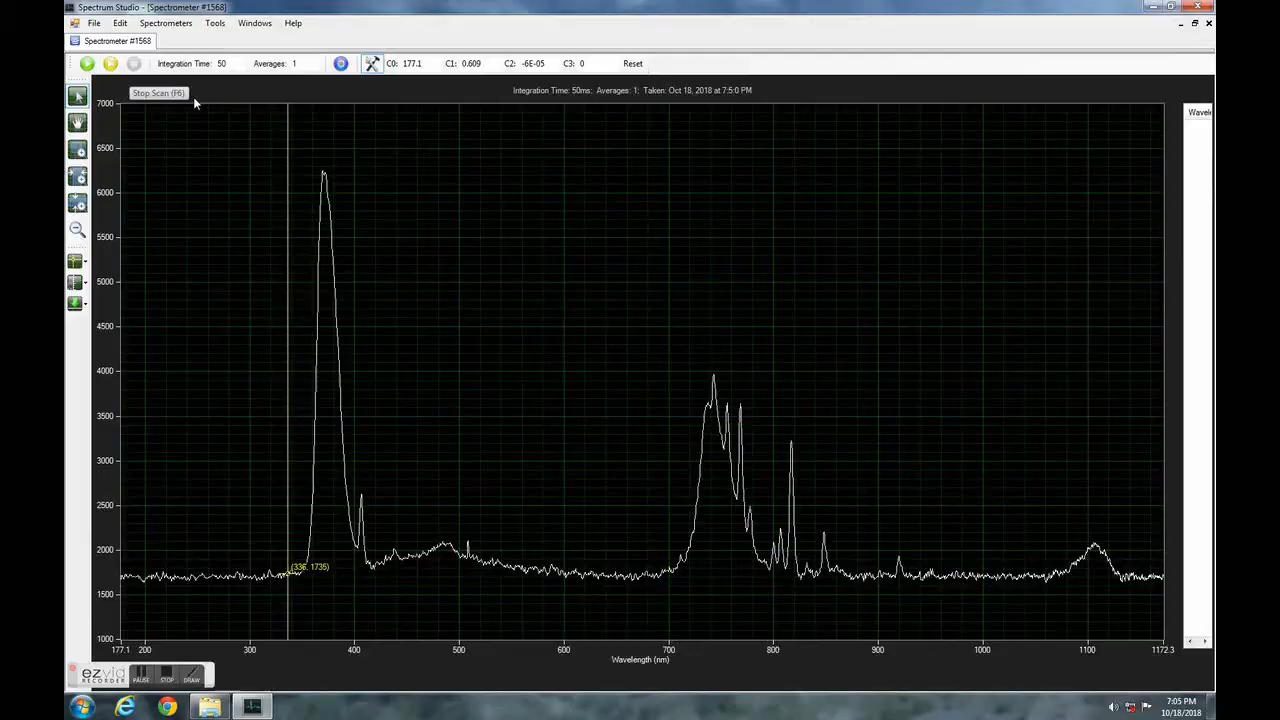 Spectrum Studio - [Spectrometer #1568]
File Edit Spectrometers Tools Windows Help
Spectrometer #1568
Integration Time: 50 Averages: 1 C0: 177.1 C1: 0.609 C2: -6E-05 C3: 0 Reset
Stop Scan (F6)
Integration Time: 50ms; Averages: 1; Taken: Oct 18, 2018 at 7:5:0 PM
7000
6500
6000
5500
5000
4500
4000
3500
3000
2500
2000
1500
1000
(336, 1735)
177.1 200 300 400 500 600 700 800 900 1000 1100 1172.3
Wavelength (nm)
ezvid
RECORDER
PAUSE STOP DRAW
7:05 PM
10/18/2018